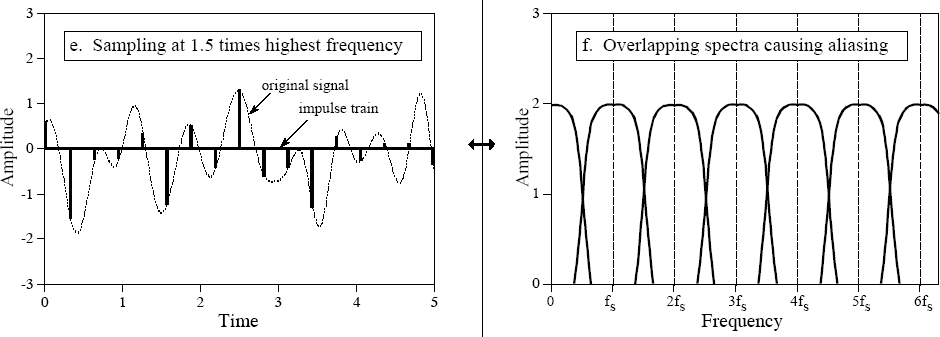 e. Sampling at 1.5 times highest frequency
original signal
impulse train
Amplitude
3
2
1
0
-1
-2
-3
0 1 2 3 4 5
Time
f. Overlapping spectra causing aliasing
Amplitude
3
2
1
0
0 fs 2fs 3fs 4fs 5fs 6fs
Frequency